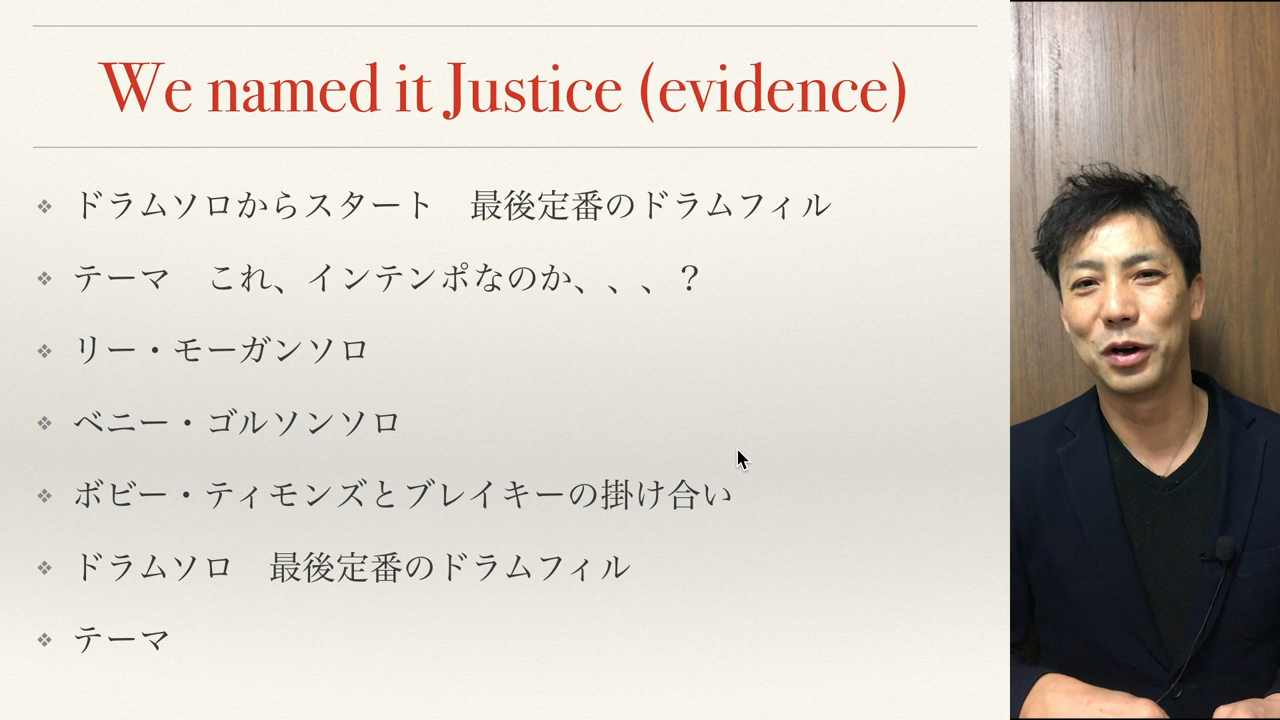 We named it Justice (evidence)
ドラムソロからスタート　最後定番のドラムフィル
テーマ　これ、インテンポなのか、、、？
リー・モーガンソロ
ベニー・ゴルソンソロ
ボビー・ティモンズとブレイキーの掛け合い
ドラムソロ　最後定番のドラムフィル
テーマ